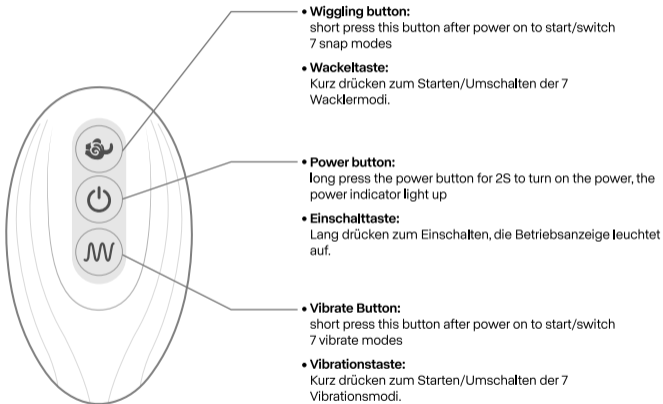 • Wiggling button:
short press this button after power on to start/switch
7 snap modes
• Wackeltaste:
Kurz drücken zum Starten/Umschalten der 7
Wacklermodi.
• Power button:
long press the power button for 2S to turn on the power, the
power indicator light up
• Einschalttaste:
Lang drücken zum Einschalten, die Betriebsanzeige leuchtet
auf.
• Vibrate Button:
short press this button after power on to start/switch
7 vibrate modes
• Vibrationstaste:
Kurz drücken zum Starten/Umschalten der 7
Vibrationsmodi.